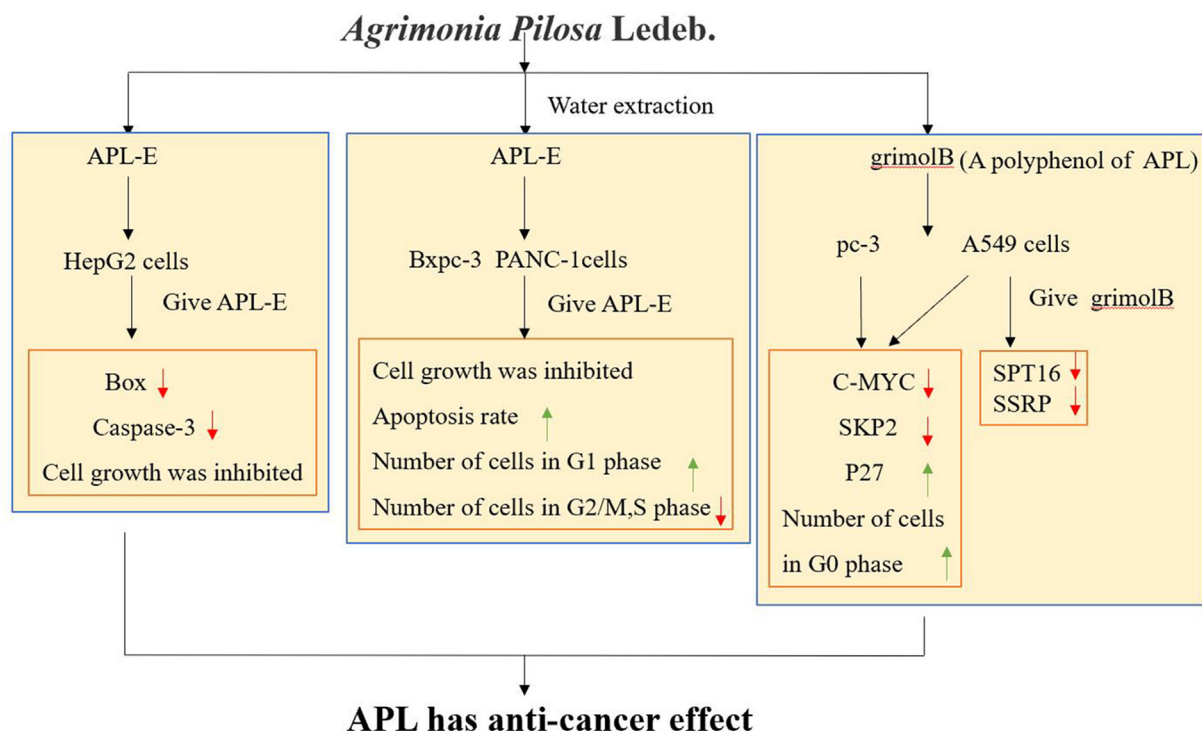 Agrimonia Pilosa Ledeb.
Water extraction
APL-E
HepG2 cells
Give APL-E
Box
Caspase-3
Cell growth was inhibited
APL-E
Bxpc-3 PANC-1cells
Give APL-E
Cell growth was inhibited
Apoptosis rate
Number of cells in G1 phase
Number of cells in G2/M,S phase
grimolB (A polyphenol of APL)
pc-3
A549 cells
Give grimolB
C-MYC
SKP2
P27
Number of cells
in G0 phase
SPT16
SSRP
APL has anti-cancer effect